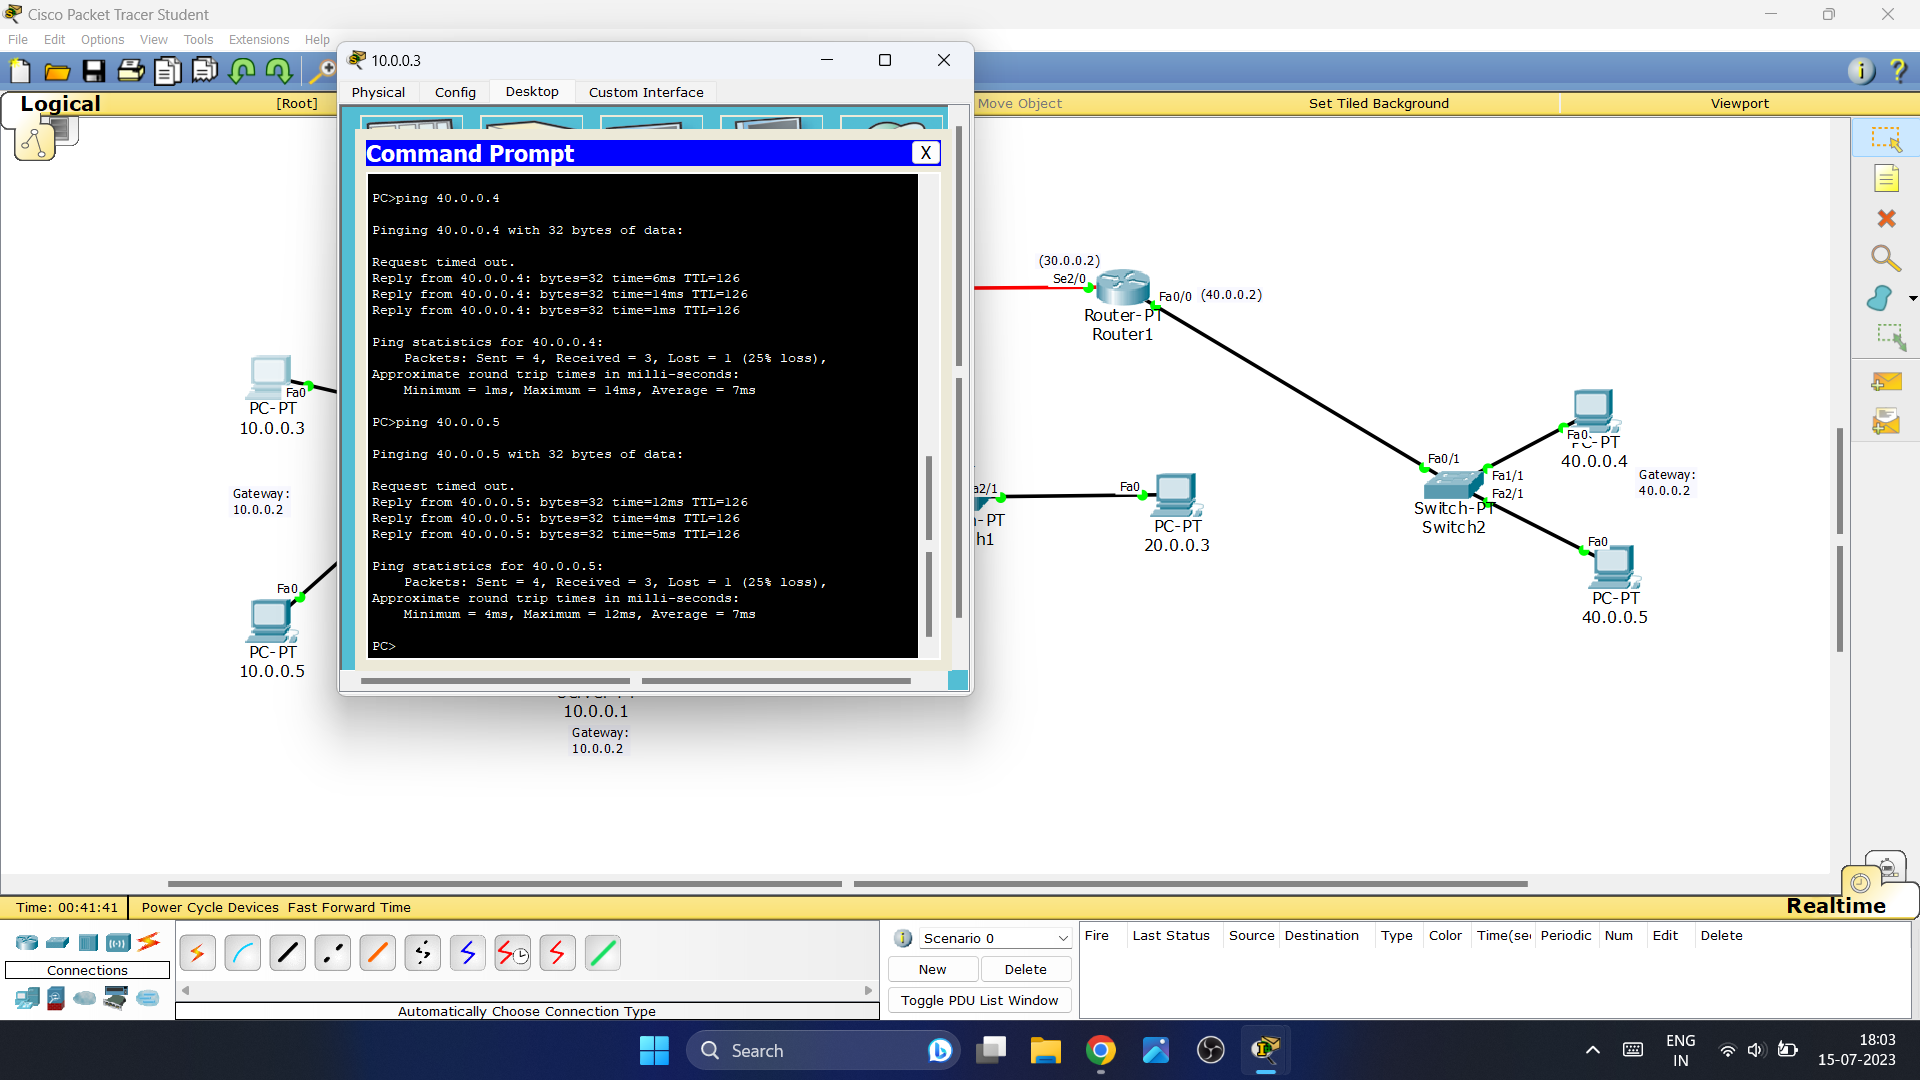 Cisco Packet Tracer Student
File Edit Options View Tools Extensions Help
10.0.0.3
Physical Config Desktop Custom Interface
Logical
[Root]
Move Object
Set Tiled Background
Viewport
Command Prompt
X
PC>ping 40.0.0.4
Pinging 40.0.0.4 with 32 bytes of data:
Request timed out.
Reply from 40.0.0.4: bytes=32 time=6ms TTL=126
Reply from 40.0.0.4: bytes=32 time=14ms TTL=126
Reply from 40.0.0.4: bytes=32 time=1ms TTL=126
Ping statistics for 40.0.0.4:
Packets: Sent = 4, Received = 3, Lost = 1 (25% loss),
Approximate round trip times in milli-seconds:
Minimum = 1ms, Maximum = 14ms, Average = 7ms
PC>ping 40.0.0.5
Pinging 40.0.0.5 with 32 bytes of data:
Request timed out.
Reply from 40.0.0.5: bytes=32 time=12ms TTL=126
Reply from 40.0.0.5: bytes=32 time=4ms TTL=126
Reply from 40.0.0.5: bytes=32 time=5ms TTL=126
Ping statistics for 40.0.0.5:
Packets: Sent = 4, Received = 3, Lost = 1 (25% loss),
Approximate round trip times in milli-seconds:
Minimum = 4ms, Maximum = 12ms, Average = 7ms
PC>
Fa0
PC-PT
10.0.0.3
Gateway:
10.0.0.2
Fa0
PC-PT
10.0.0.5
10.0.0.1
Gateway:
10.0.0.2
(30.0.0.2)
Se2/0
Fa0/0 (40.0.0.2)
Router-PT
Router1
a2/1
-PT
h1
Fa0
PC-PT
20.0.0.3
Fa0/1
Fa1/1
Fa2/1
Switch-PT
Switch2
Fa0
PC-PT
40.0.0.4
Gateway:
40.0.0.2
Fa0
PC-PT
40.0.0.5
Time: 00:41:41
Power Cycle Devices Fast Forward Time
Realtime
Connections
Automatically Choose Connection Type
Scenario 0
New
Delete
Toggle PDU List Window
Fire Last Status Source Destination Type Color Time(sec Periodic Num Edit Delete
Search
ENG
IN
18:03
15-07-2023